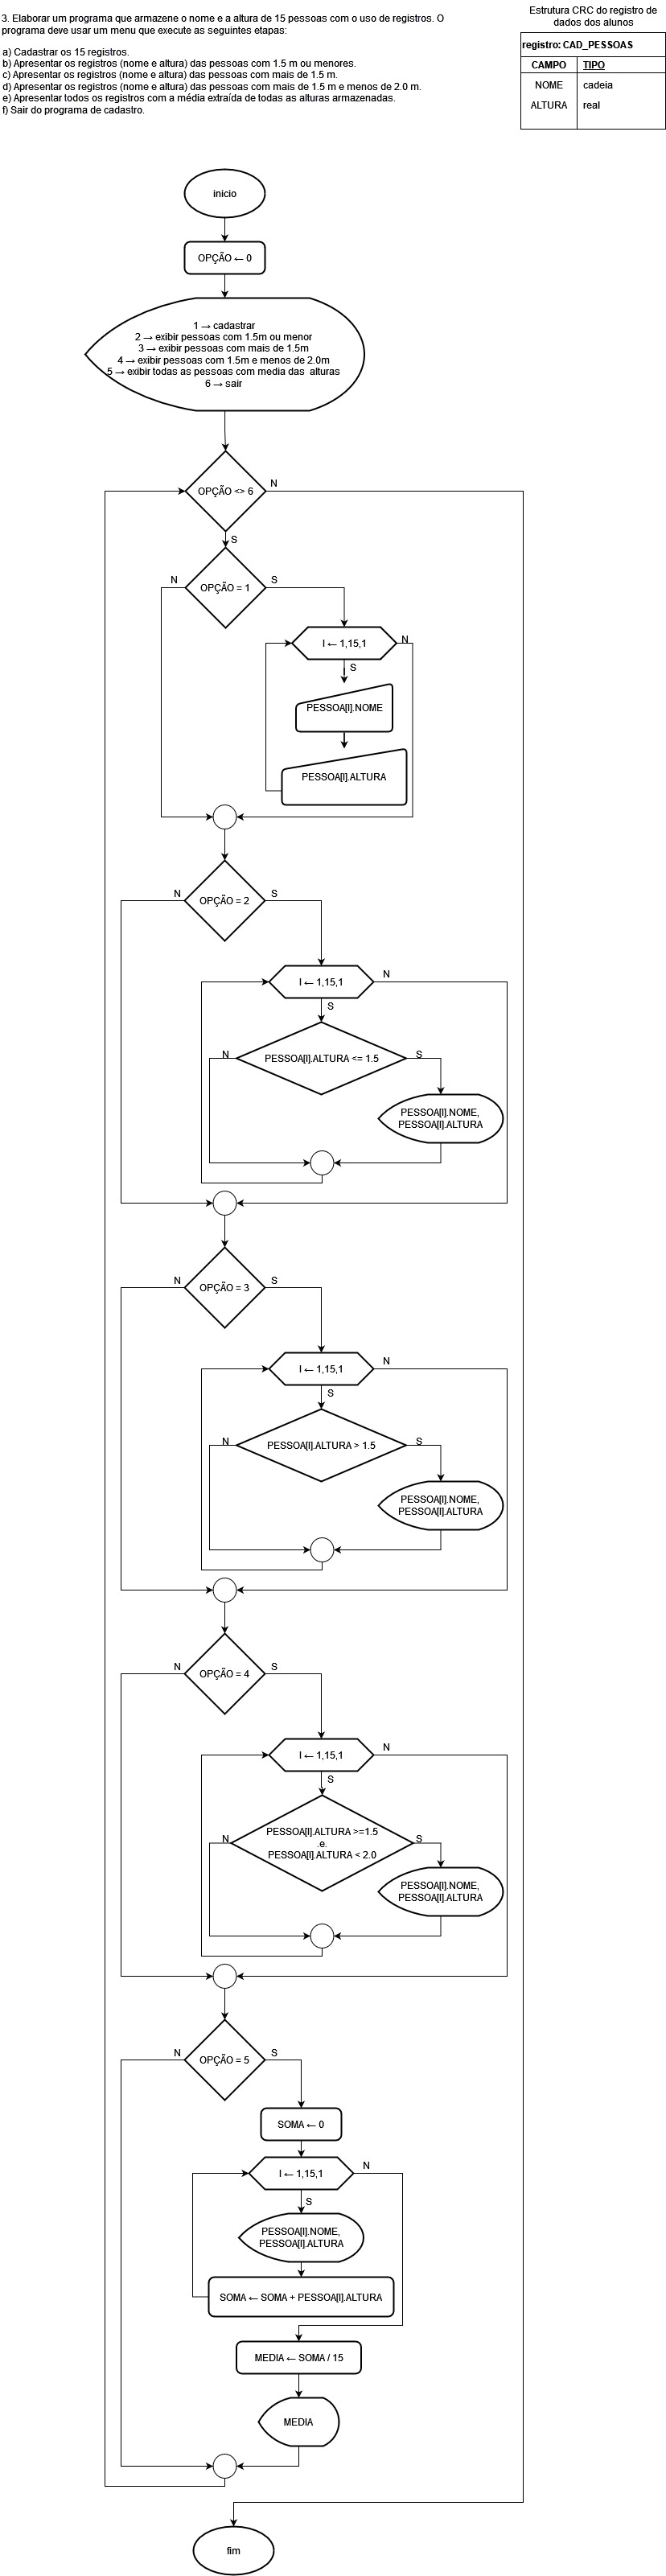 3. Elaborar um programa que armazene o nome e a altura de 15 pessoas com o uso de registros. O
programa deve usar um menu que execute as seguintes etapas:
a) Cadastrar os 15 registros.
b) Apresentar os registros (nome e altura) das pessoas com 1.5 m ou menores.
c) Apresentar os registros (nome e altura) das pessoas com mais de 1.5 m.
d) Apresentar os registros (nome e altura) das pessoas com mais de 1.5 m e menos de 2.0 m.
e) Apresentar todos os registros com a média extraída de todas as alturas armazenadas.
f) Sair do programa de cadastro.
Estrutura CRC do registro de
dados dos alunos
registro: CAD_PESSOAS
CAMPO TIPO
NOME cadeia
ALTURA real
inicio
OPÇÃO ← 0
1 → cadastrar
2 → exibir pessoas com 1.5m ou menor
3 → exibir pessoas com mais de 1.5m
4 → exibir pessoas com 1.5m e menos de 2.0m
5 → exibir todas as pessoas com media das alturas
6 → sair
OPÇÃO <> 6
N
S
OPÇÃO = 1
N
S
I ← 1,15,1
N
S
PESSOA[I].NOME
PESSOA[I].ALTURA
OPÇÃO = 2
N
S
I ← 1,15,1
N
S
PESSOA[I].ALTURA <= 1.5
N
S
PESSOA[I].NOME,
PESSOA[I].ALTURA
OPÇÃO = 3
N
S
I ← 1,15,1
N
S
PESSOA[I].ALTURA > 1.5
N
S
PESSOA[I].NOME,
PESSOA[I].ALTURA
OPÇÃO = 4
N
S
I ← 1,15,1
N
S
PESSOA[I].ALTURA >=1.5
.e.
PESSOA[I].ALTURA < 2.0
N
S
PESSOA[I].NOME,
PESSOA[I].ALTURA
OPÇÃO = 5
N
S
SOMA ← 0
I ← 1,15,1
N
S
PESSOA[I].NOME,
PESSOA[I].ALTURA
SOMA ← SOMA + PESSOA[I].ALTURA
MEDIA ← SOMA / 15
MEDIA
fim